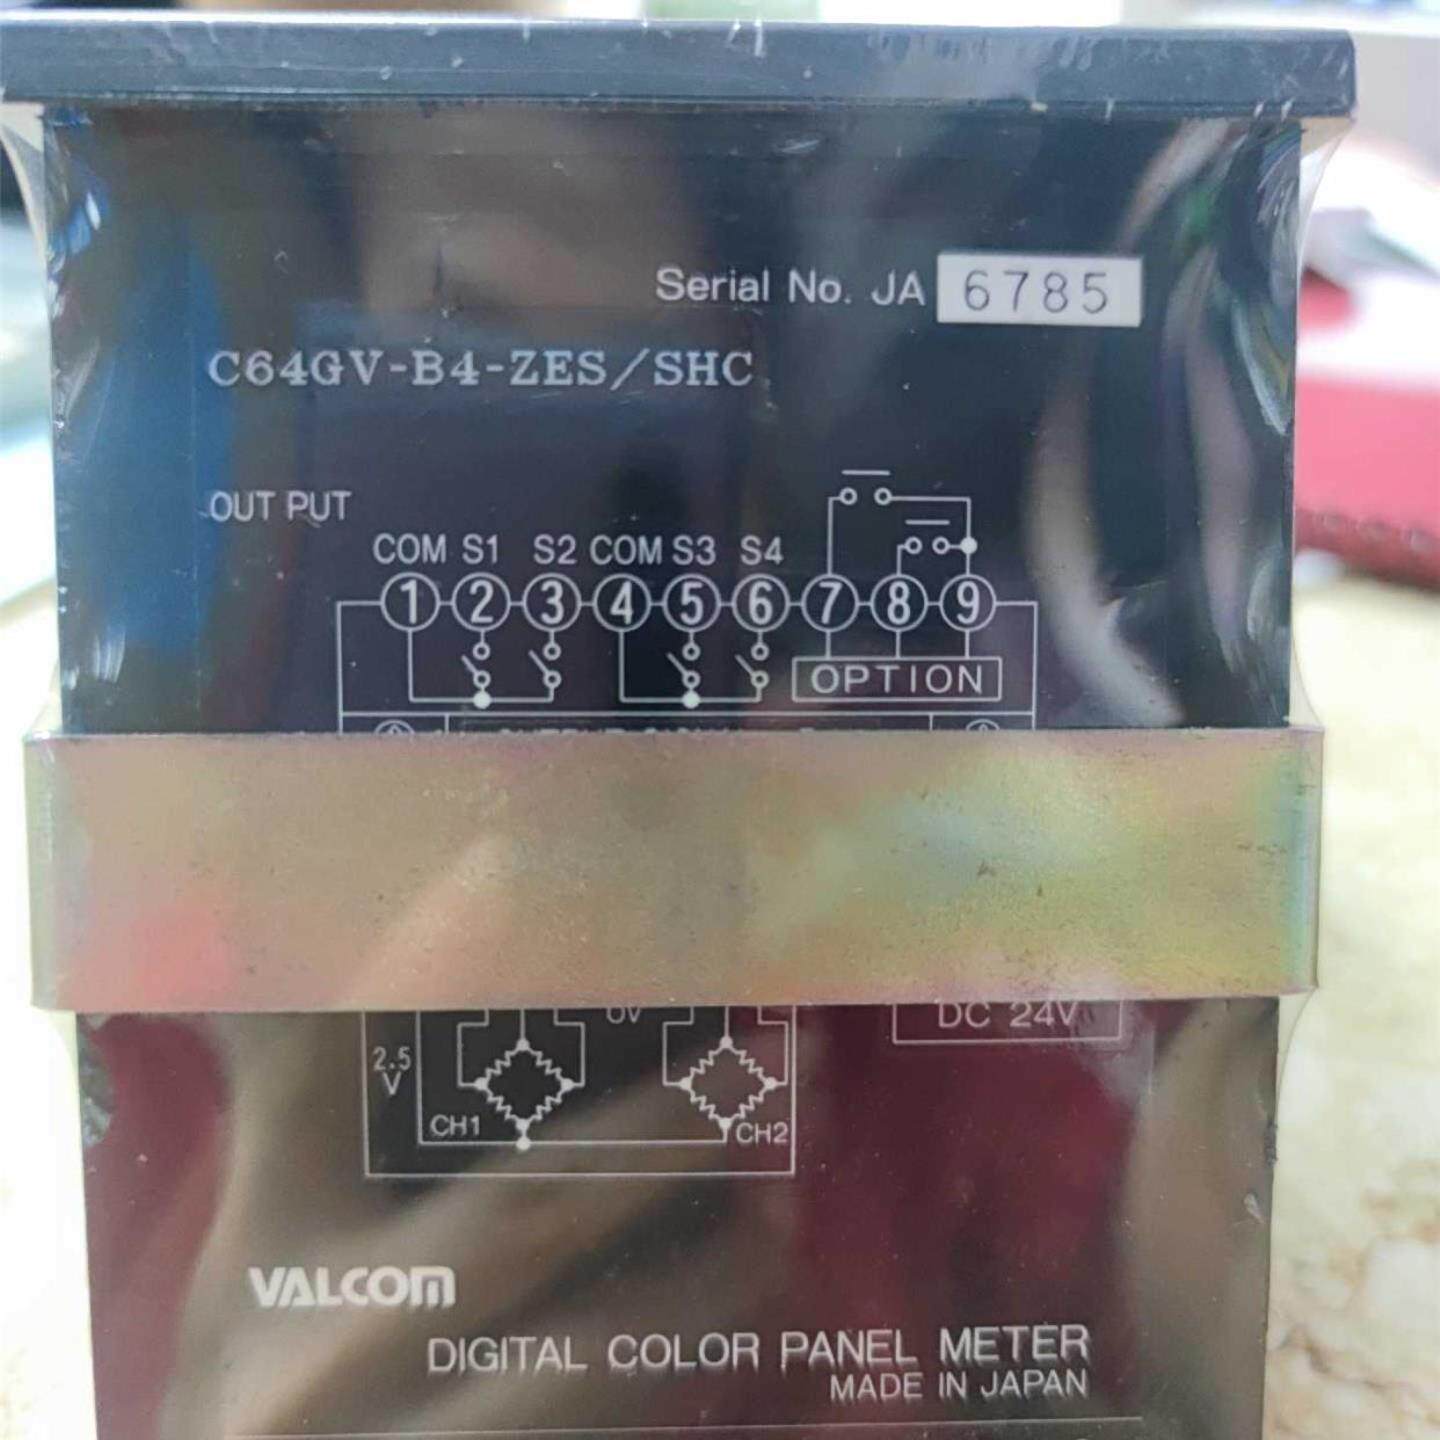 Serial No. JA 6785
C64GV-B4-ZES/SHC
OUT PUT
COM S1 S2 COM S3 S4
1 2 3 4 5 6 7 8 9
OPTION
0V
DC 24V
2.5
V
CH1
CH2
VALCOM
DIGITAL COLOR PANEL METER
MADE IN JAPAN